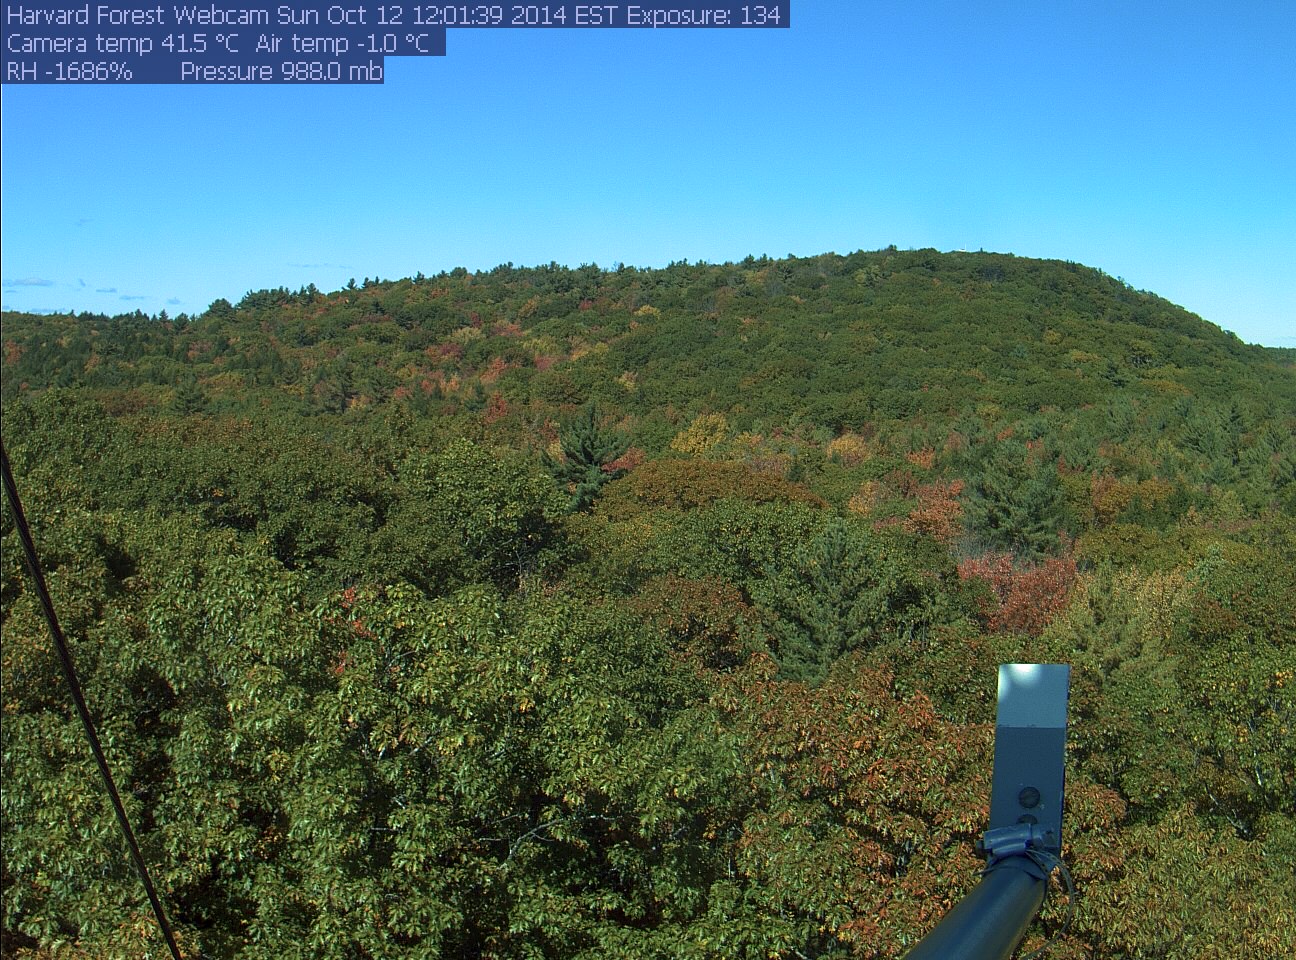 Harvard Forest Webcam Sun Oct 12 12:01:39 2014 EST Exposure: 134
Camera temp 41.5 °C Air temp -1.0 °C
RH -1686% Pressure 988.0 mb